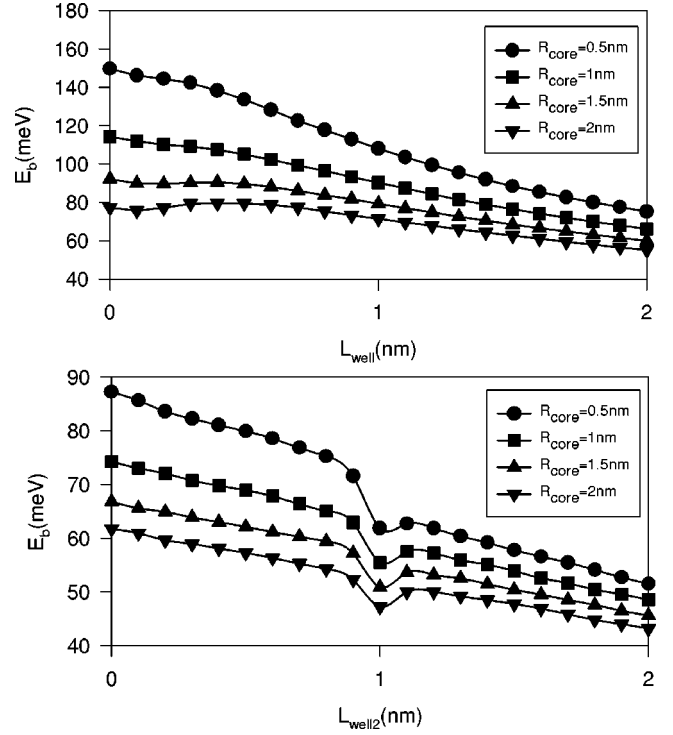 180
160
140
120
100
80
60
40
E_b(meV)
R_core=0.5nm
R_core=1nm
R_core=1.5nm
R_core=2nm
0 1 2
L_well(nm)
90
80
70
60
50
40
E_b(meV)
R_core=0.5nm
R_core=1nm
R_core=1.5nm
R_core=2nm
0 1 2
L_well2(nm)